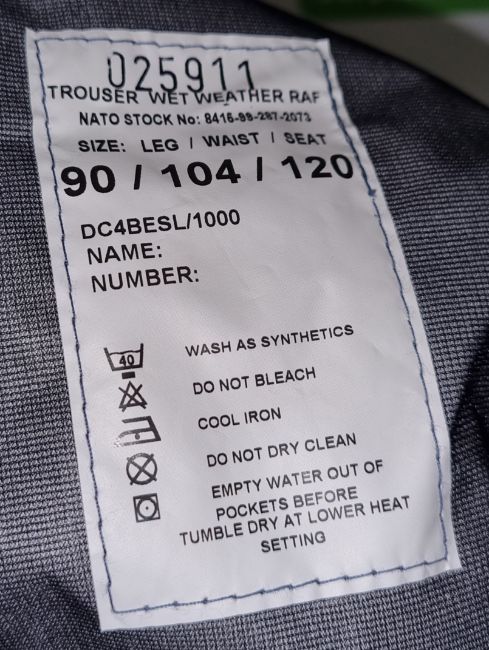 025911
TROUSER WET WEATHER RAF
NATO STOCK No: 8416-99-287-2073
SIZE: LEG / WAIST / SEAT
90 / 104 / 120
DC4BESL/1000
NAME:
NUMBER:
40 WASH AS SYNTHETICS
DO NOT BLEACH
COOL IRON
DO NOT DRY CLEAN
EMPTY WATER OUT OF
POCKETS BEFORE
TUMBLE DRY AT LOWER HEAT
SETTING